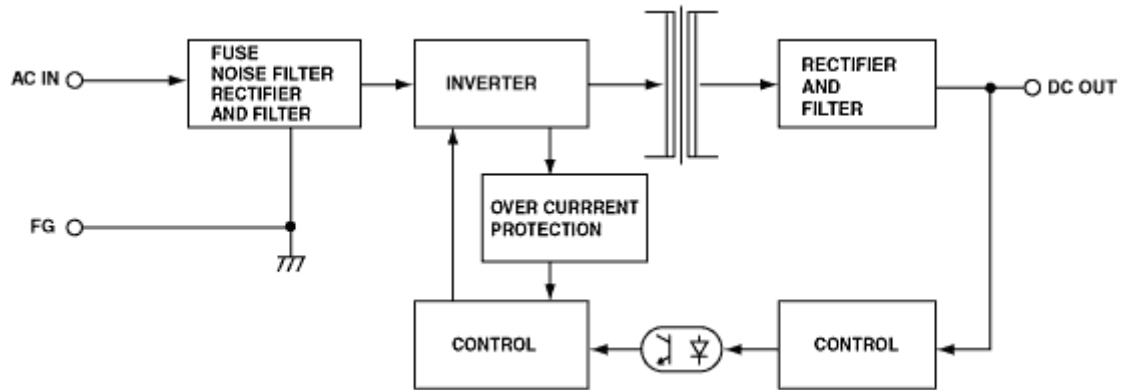 AC IN
FUSE
NOISE FILTER
RECTIFIER
AND FILTER
INVERTER
RECTIFIER
AND
FILTER
DC OUT
OVER CURRRENT
PROTECTION
FG
CONTROL
CONTROL